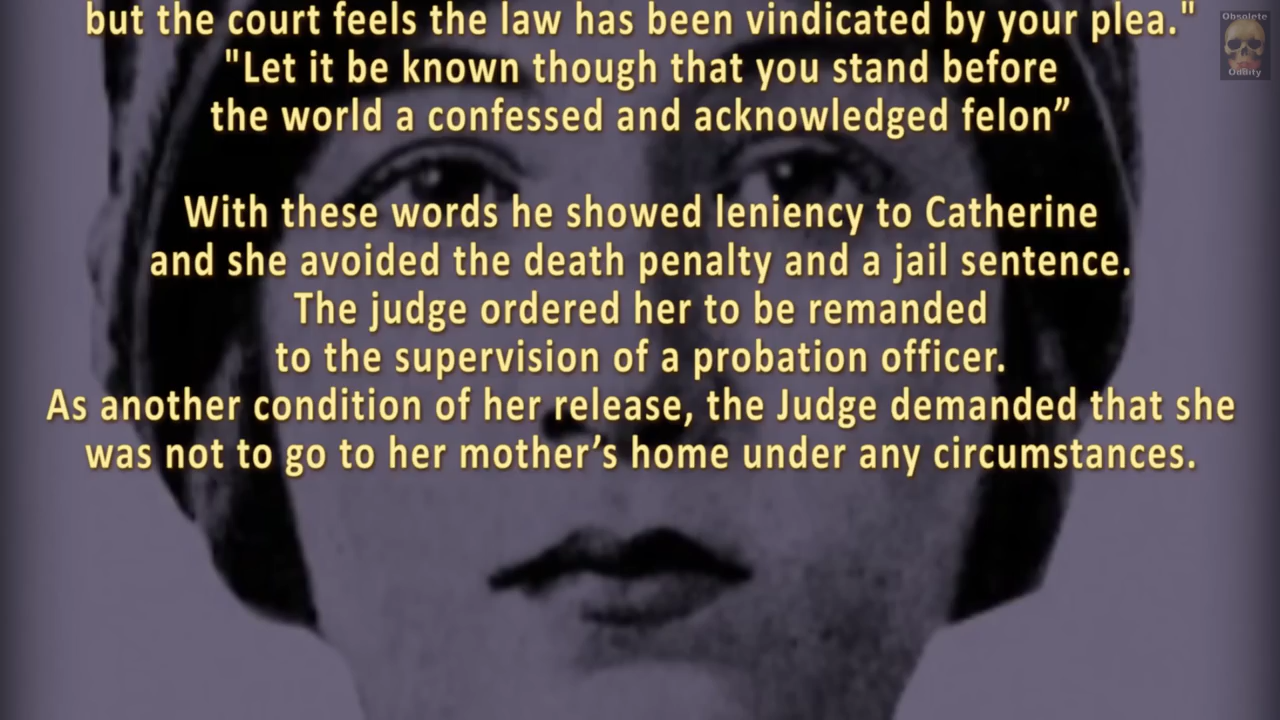 but the court feels the law has been vindicated by your plea."
"Let it be known though that you stand before
the world a confessed and acknowledged felon”
With these words he showed leniency to Catherine
and she avoided the death penalty and a jail sentence.
The judge ordered her to be remanded
to the supervision of a probation officer.
As another condition of her release, the Judge demanded that she
was not to go to her mother’s home under any circumstances.
Obsolete
Oddity